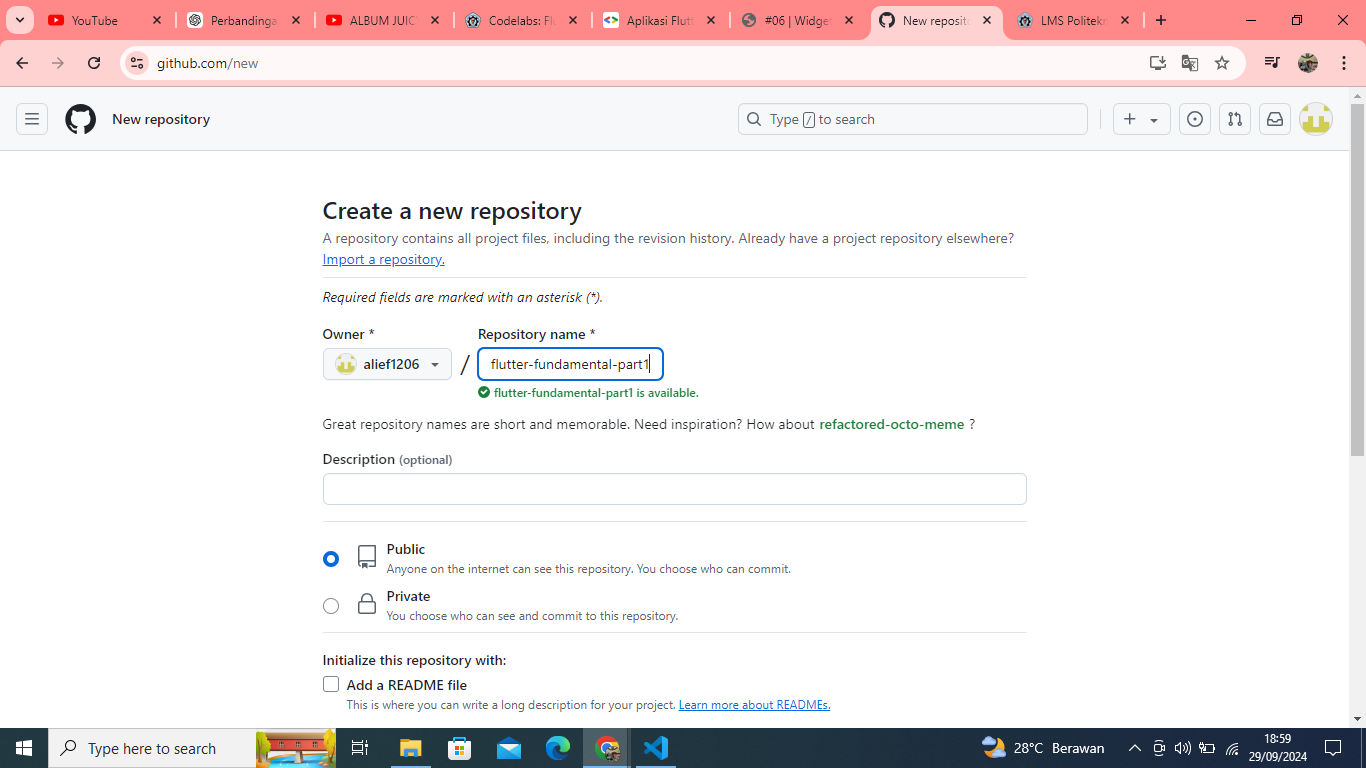 YouTube
Perbandinga
ALBUM JUIC
Codelabs: Flu
Aplikasi Flutt
#06 | Widge
New reposito
LMS Politekn
github.com/new
New repository
Type / to search
Create a new repository
A repository contains all project files, including the revision history. Already have a project repository elsewhere?
Import a repository.
Required fields are marked with an asterisk (*).
Owner *
Repository name *
alief1206
/
flutter-fundamental-part1
flutter-fundamental-part1 is available.
Great repository names are short and memorable. Need inspiration? How about refactored-octo-meme ?
Description (optional)
Public
Anyone on the internet can see this repository. You choose who can commit.
Private
You choose who can see and commit to this repository.
Initialize this repository with:
Add a README file
This is where you can write a long description for your project. Learn more about READMEs.
Type here to search
28°C Berawan
18:59
29/09/2024